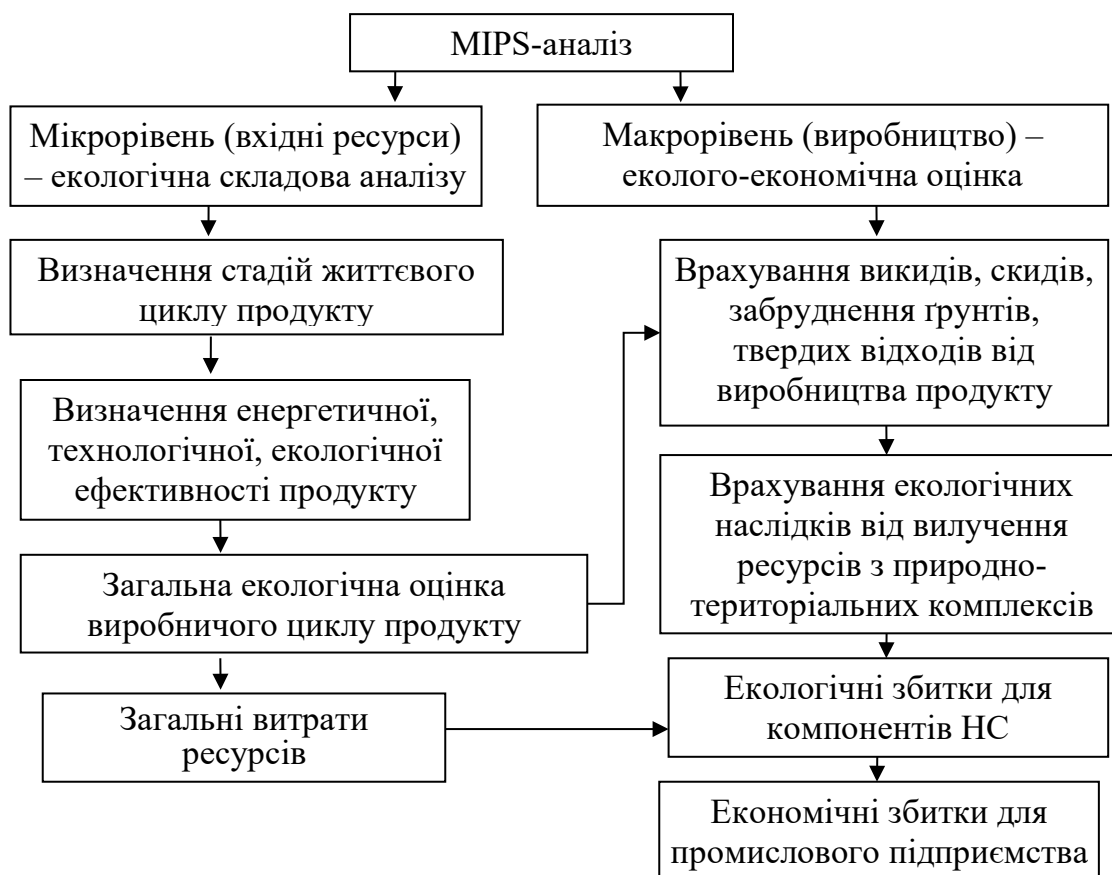 MIPS-аналіз
Мікрорівень (вхідні ресурси)
– екологічна складова аналізу
Визначення стадій життєвого
циклу продукту
Визначення енергетичної,
технологічної, екологічної
ефективності продукту
Загальна екологічна оцінка
виробничого циклу продукту
Загальні витрати
ресурсів
Макрорівень (виробництво) –
еколого-економічна оцінка
Врахування викидів, скидів,
забруднення ґрунтів,
твердих відходів від
виробництва продукту
Врахування екологічних
наслідків від вилучення
ресурсів з природно-
територіальних комплексів
Екологічні збитки для
компонентів НС
Економічні збитки для
промислового підприємства